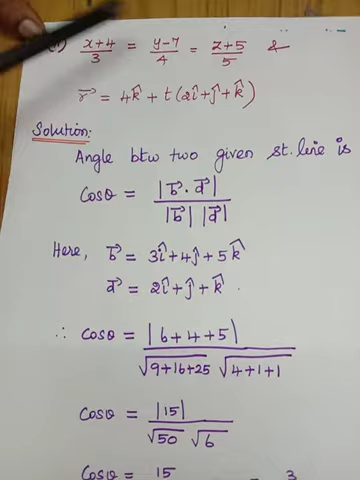 (x+4)/3 = (y-7)/4 = (z+5)/5 &
r⃗ = 4k̂ + t(2î+ĵ+k̂)
Solution:
Angle btw two given st. line is
Cosθ = |b⃗ . d⃗| / |b⃗| |d⃗|
Here, b⃗ = 3î+4ĵ+5k̂
d⃗ = 2î+ĵ+k̂.
∴ Cosθ = |6+4+5| / √(9+16+25) √(4+1+1)
Cosθ = |15| / √50 √6
Cosθ = 15 = 3